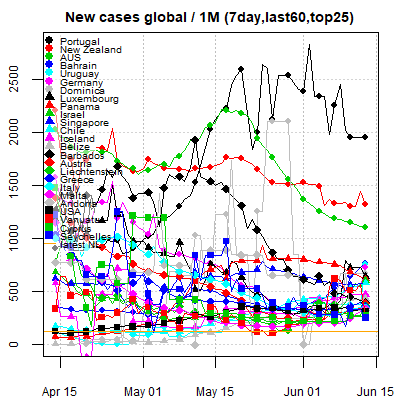 New cases global / 1M (7day,last60,top25)
Portugal
New Zealand
AUS
Bahrain
Uruguay
Germany
Dominica
Luxembourg
Panama
Israel
Singapore
Chile
Iceland
Belize
Barbados
Austria
Liechtenstein
Greece
Italy
Malta
Andorra
USA
Vanuatu
Cyprus
Seychelles
latest Nb
0
500
1000
1500
2000
2500
Apr 15
May 01
May 15
Jun 01
Jun 15